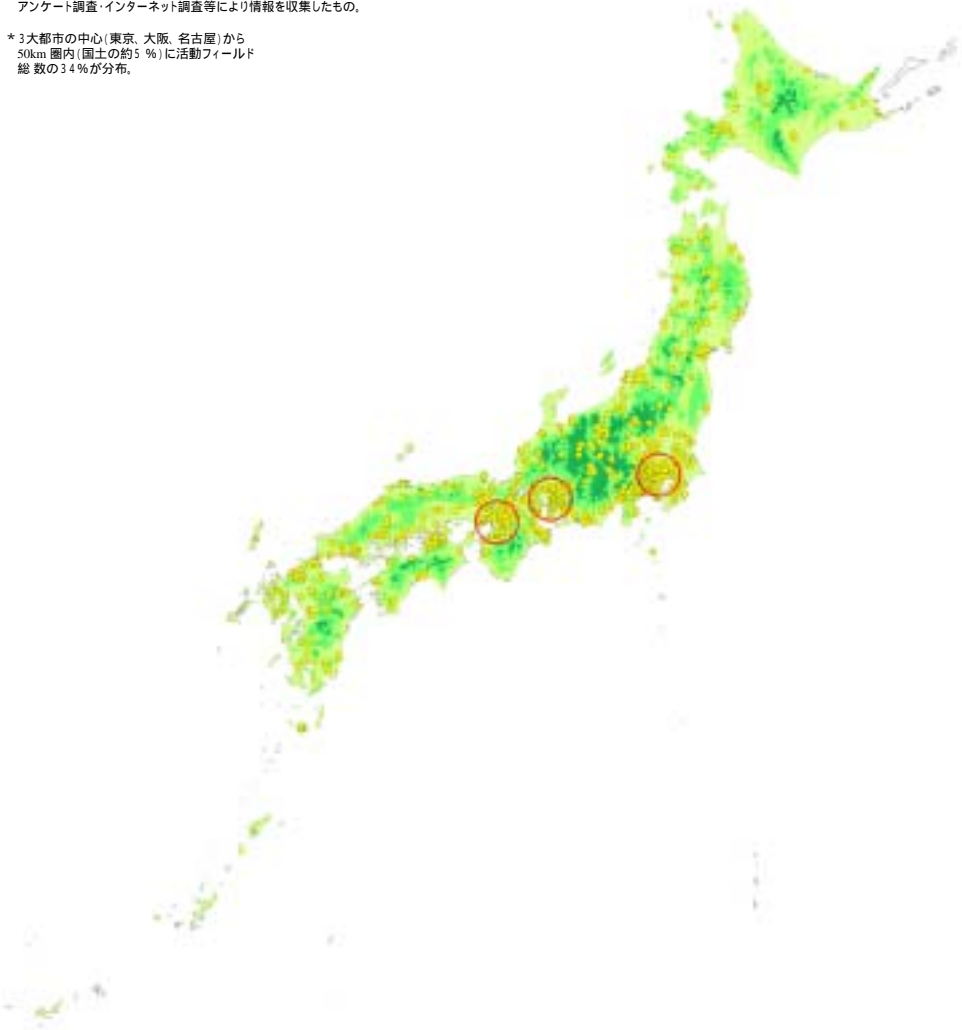 アンケート調査・インターネット調査等により情報を収集したもの。
* 3大都市の中心(東京、大阪、名古屋)から
50km 圏内(国土の約5 %)に活動フィールド
総 数の3 4 %が分布。